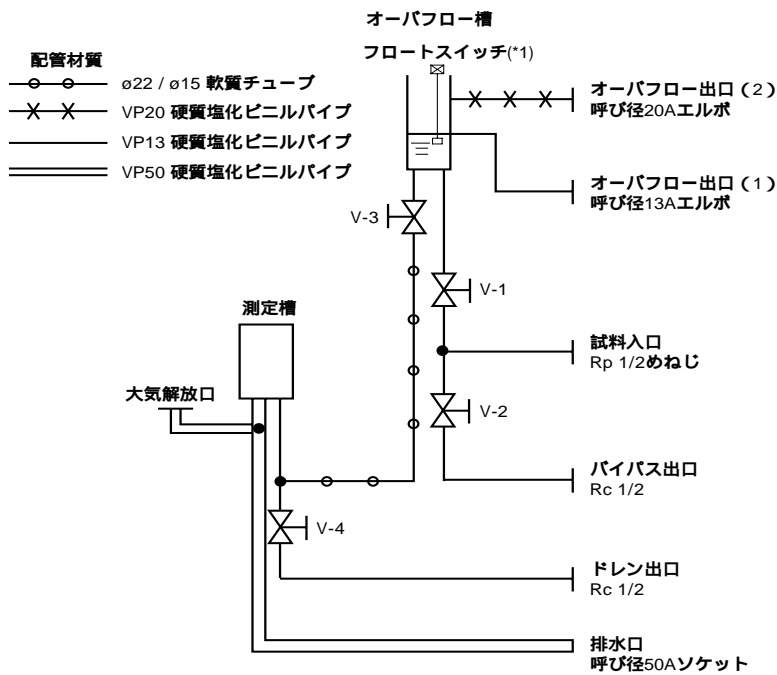 オーバフロー槽
フロートスイッチ(*1)
配管材質
ø22 / ø15 軟質チューブ
VP20 硬質塩化ビニルパイプ
VP13 硬質塩化ビニルパイプ
VP50 硬質塩化ビニルパイプ
オーバフロー出口（2）
呼び径20Aエルボ
オーバフロー出口（1）
呼び径13Aエルボ
V-3
V-1
測定槽
試料入口
Rp 1/2めねじ
大気解放口
V-2
バイパス出口
Rc 1/2
V-4
ドレン出口
Rc 1/2
排水口
呼び径50Aソケット